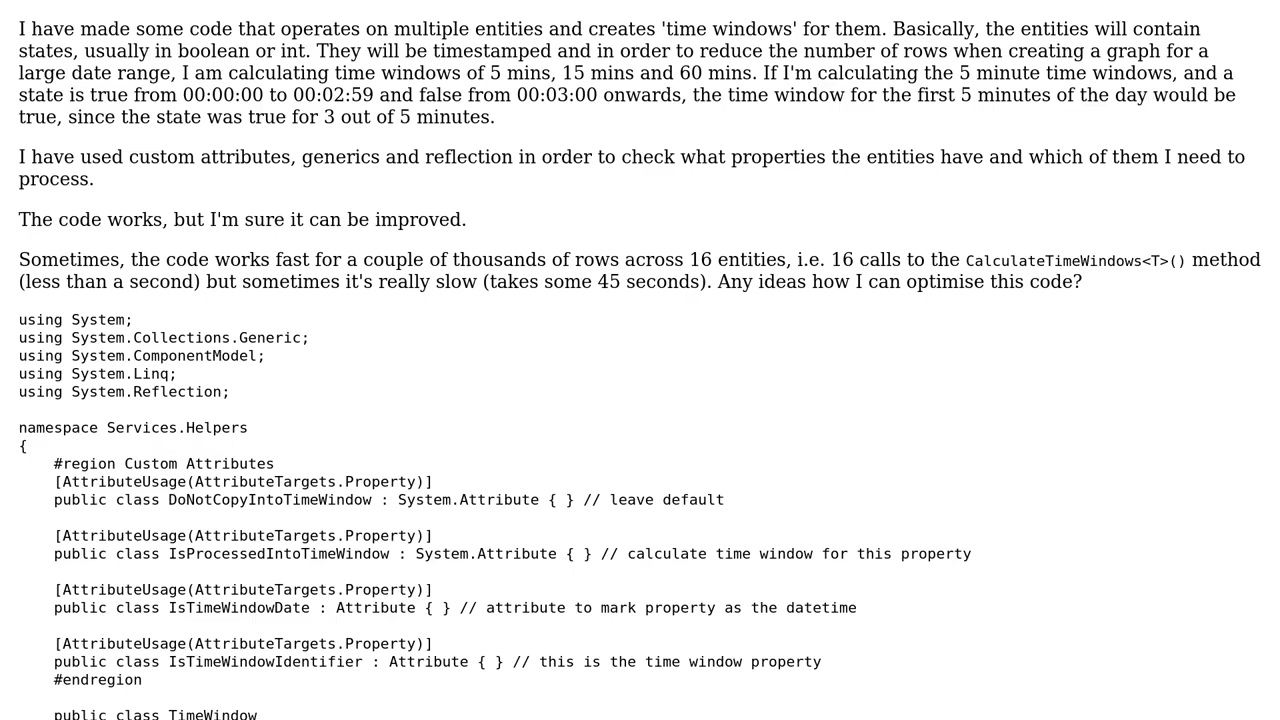 I have made some code that operates on multiple entities and creates 'time windows' for them. Basically, the entities will contain
states, usually in boolean or int. They will be timestamped and in order to reduce the number of rows when creating a graph for a
large date range, I am calculating time windows of 5 mins, 15 mins and 60 mins. If I'm calculating the 5 minute time windows, and a
state is true from 00:00:00 to 00:02:59 and false from 00:03:00 onwards, the time window for the first 5 minutes of the day would be
true, since the state was true for 3 out of 5 minutes.
I have used custom attributes, generics and reflection in order to check what properties the entities have and which of them I need to
process.
The code works, but I'm sure it can be improved.
Sometimes, the code works fast for a couple of thousands of rows across 16 entities, i.e. 16 calls to the CalculateTimeWindows<T>() method
(less than a second) but sometimes it's really slow (takes some 45 seconds). Any ideas how I can optimise this code?
using System;
using System.Collections.Generic;
using System.ComponentModel;
using System.Linq;
using System.Reflection;
namespace Services.Helpers
{
    #region Custom Attributes
    [AttributeUsage(AttributeTargets.Property)]
    public class DoNotCopyIntoTimeWindow : System.Attribute { } // leave default
    [AttributeUsage(AttributeTargets.Property)]
    public class IsProcessedIntoTimeWindow : System.Attribute { } // calculate time window for this property
    [AttributeUsage(AttributeTargets.Property)]
    public class IsTimeWindowDate : Attribute { } // attribute to mark property as the datetime
    [AttributeUsage(AttributeTargets.Property)]
    public class IsTimeWindowIdentifier : Attribute { } // this is the time window property
    #endregion
    public class TimeWindow